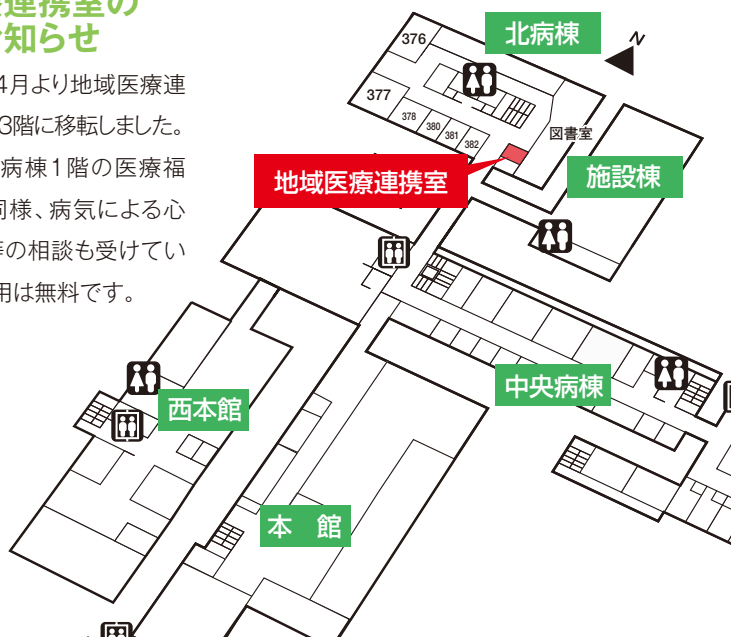 連携室の
知らせ
4月より地域医療連
3階に移転しました。
病棟1階の医療福
同様、病気による心
等の相談も受けてい
用は無料です。
北病棟
N
376
377
378
380
381
382
図書室
地域医療連携室
施設棟
中央病棟
西本館
本 館